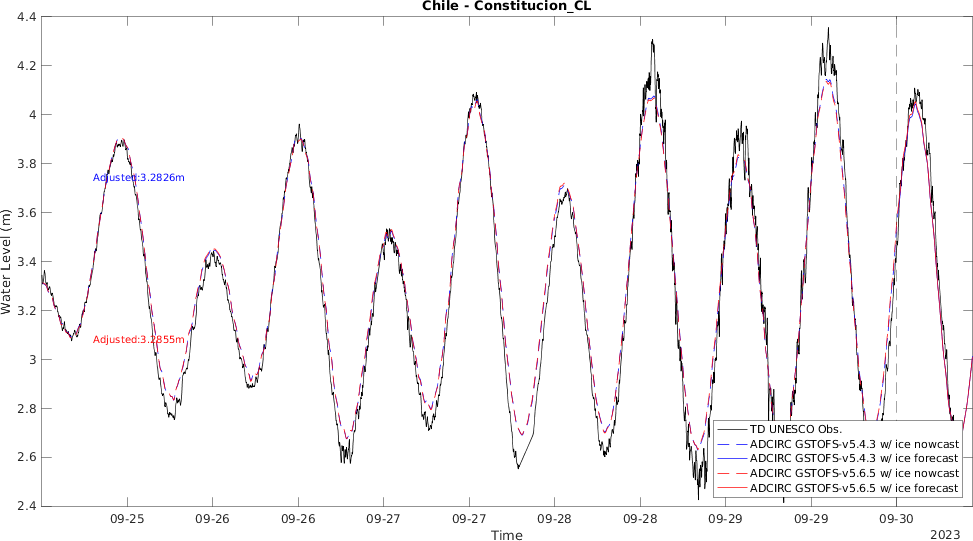 Chile - Constitucion_CL
4.4
4.2
4
3.8
3.6
3.4
3.2
3
2.8
2.6
2.4
Water Level (m)
Adjusted:3.2826m
Adjusted:3.2855m
TD UNESCO Obs.
ADCIRC GSTOFS-v5.4.3 w/ ice nowcast
ADCIRC GSTOFS-v5.4.3 w/ ice forecast
ADCIRC GSTOFS-v5.6.5 w/ ice nowcast
ADCIRC GSTOFS-v5.6.5 w/ ice forecast
09-25 09-26 09-26 09-27 09-27 09-28 09-28 09-29 09-29 09-30
Time
2023